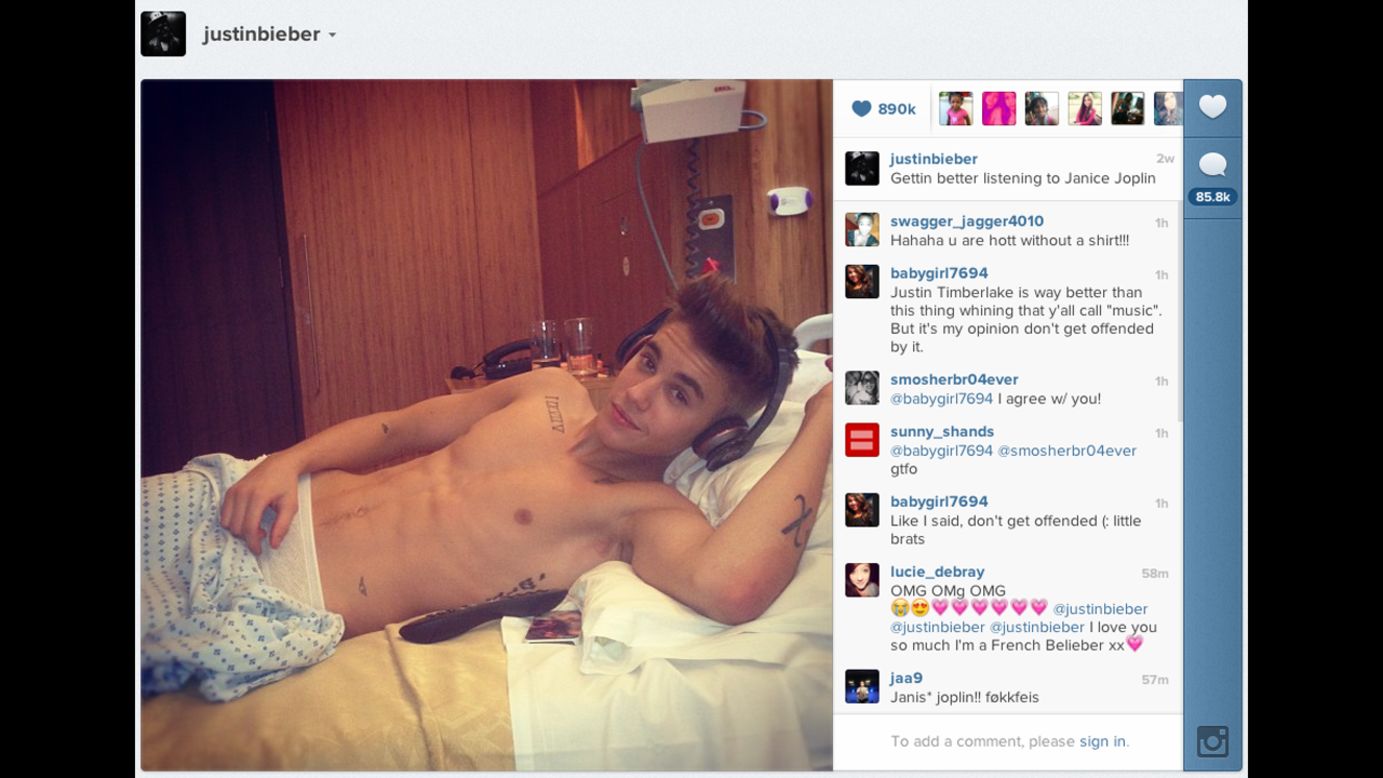 justinbieber
890k
justinbieber 2w
Gettin better listening to Janice Joplin
85.8k
swagger_jagger4010 1h
Hahaha u are hott without a shirt!!!
babygirl7694 1h
Justin Timberlake is way better than
this thing whining that y'all call "music".
But it's my opinion don't get offended
by it.
smosherbr04ever 1h
@babygirl7694 I agree w/ you!
sunny_shands 1h
@babygirl7694 @smosherbr04ever
gtfo
babygirl7694 1h
Like I said, don't get offended (: little
brats
lucie_debray 58m
OMG OMg OMG
😭😍💗💗💗💗💗💗 @justinbieber
@justinbieber @justinbieber I love you
so much I'm a French Belieber xx💗
jaa9 57m
Janis* joplin!! føkkfeis
To add a comment, please sign in.